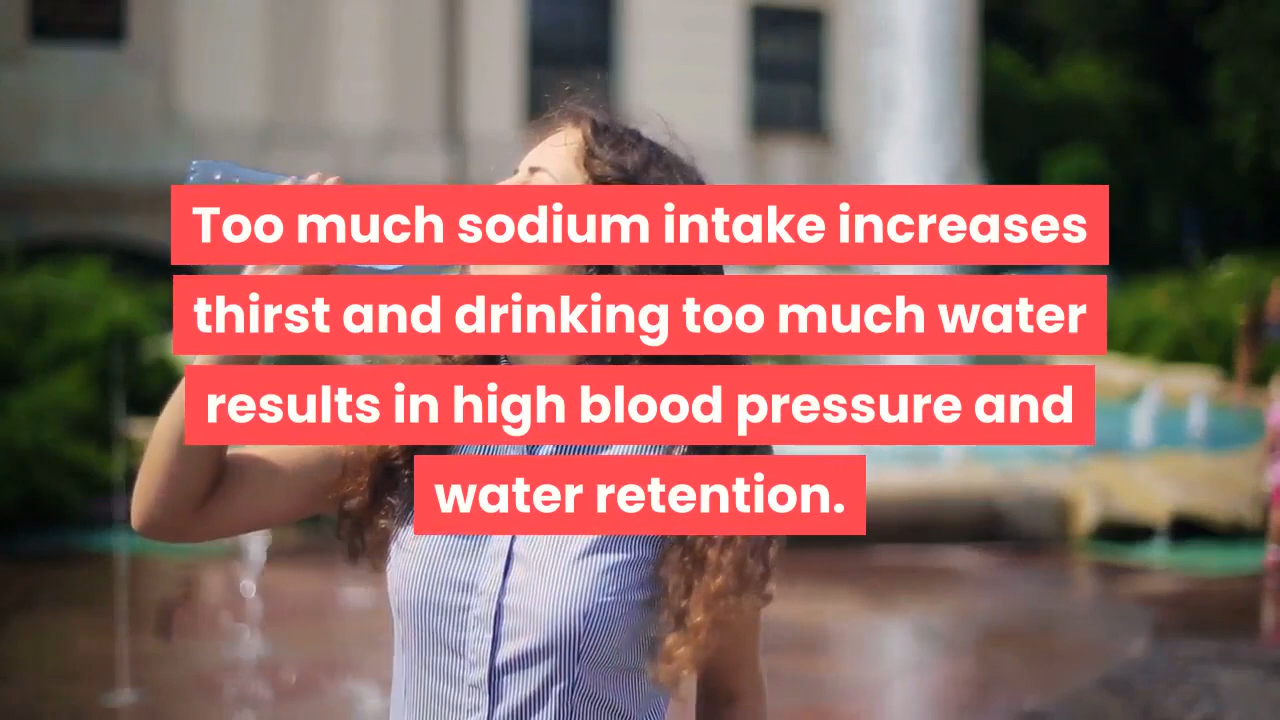 Too much sodium intake increases
thirst and drinking too much water
results in high blood pressure and
water retention.